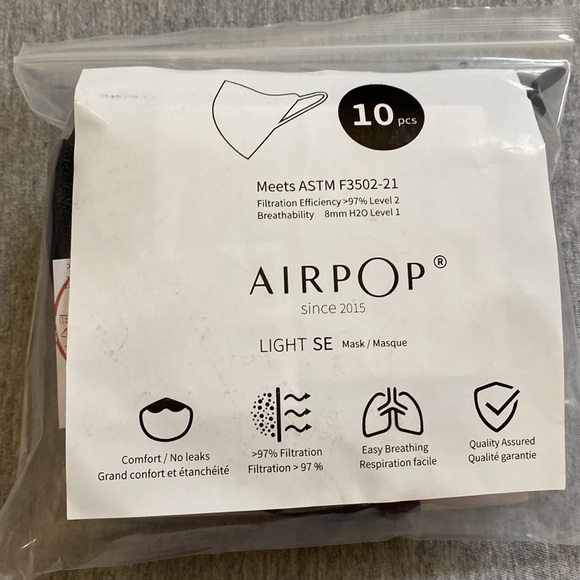 10 pcs
Meets ASTM F3502-21
Filtration Efficiency >97% Level 2
Breathability 8mm H2O Level 1
AIRPOP®
since 2015
LIGHT SE Mask / Masque
Comfort / No leaks
Grand confort et étanchéité
>97% Filtration
Filtration > 97 %
Easy Breathing
Respiration facile
Quality Assured
Qualité garantie